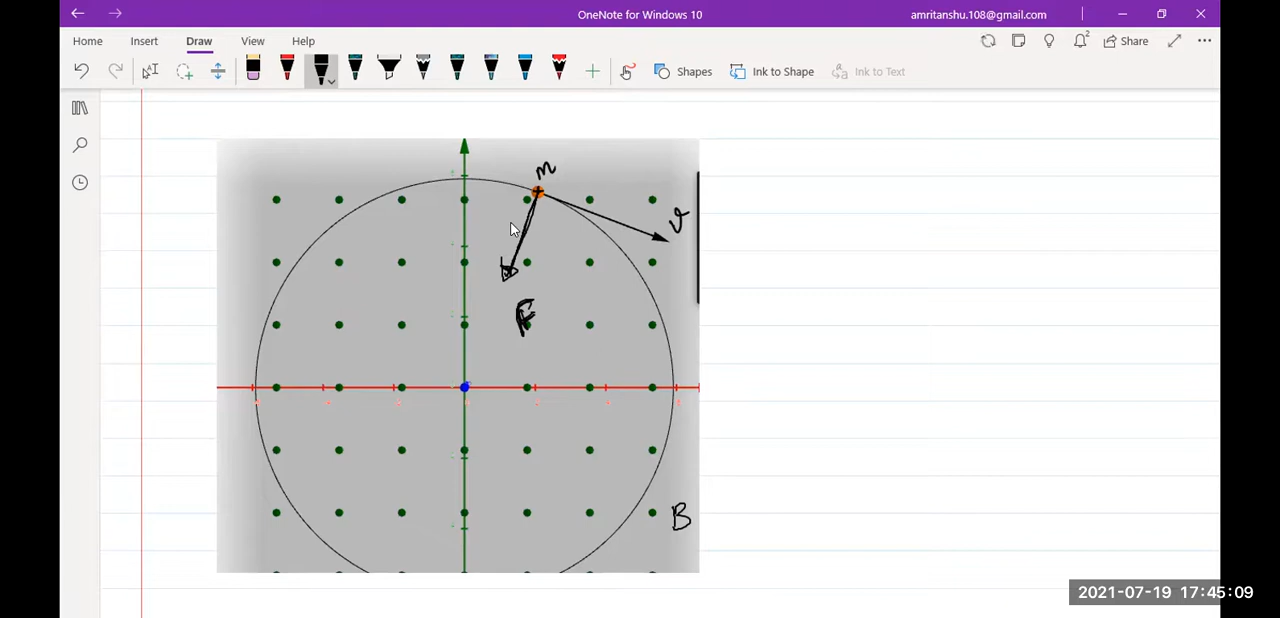 OneNote for Windows 10
amritanshu.108@gmail.com
Home Insert Draw View Help
2
Share
Shapes
Ink to Shape
Ink to Text
m
v
F
B
2021-07-19 17:45:09